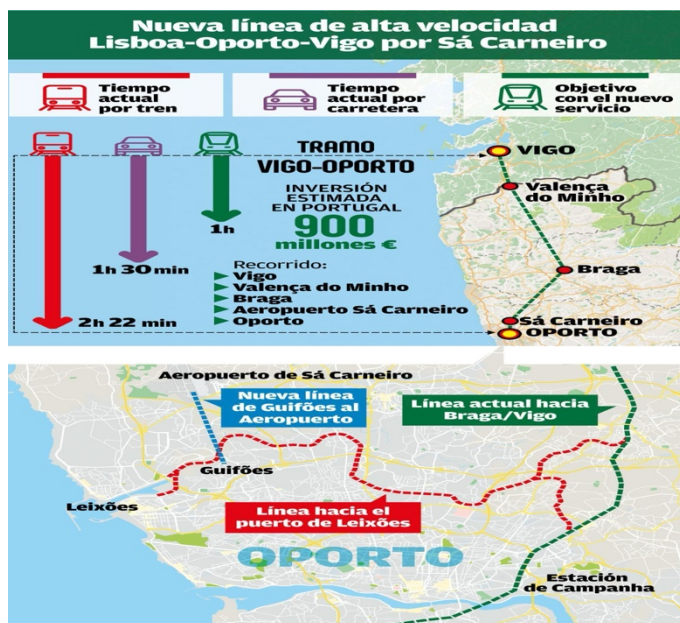 Nueva línea de alta velocidad
Lisboa-Oporto-Vigo por Sá Carneiro
Tiempo
actual
por tren
Tiempo
actual por
carretera
Objetivo
con el nuevo
servicio
TRAMO
VIGO-OPORTO
INVERSIÓN
ESTIMADA
EN PORTUGAL
900
millones €
1h
1h 30 min
2h 22 min
Recorrido:
Vigo
Valença do Minho
Braga
Aeropuerto Sá Carneiro
Oporto
VIGO
Valença
do Minho
Braga
Sá Carneiro
OPORTO
Aeropuerto de Sá Carneiro
Nueva línea
de Guifões al
Aeropuerto
Línea actual hacia
Braga/Vigo
Guifões
Leixões
Línea hacia el
puerto de Leixões
OPORTO
Estación
de Campanha